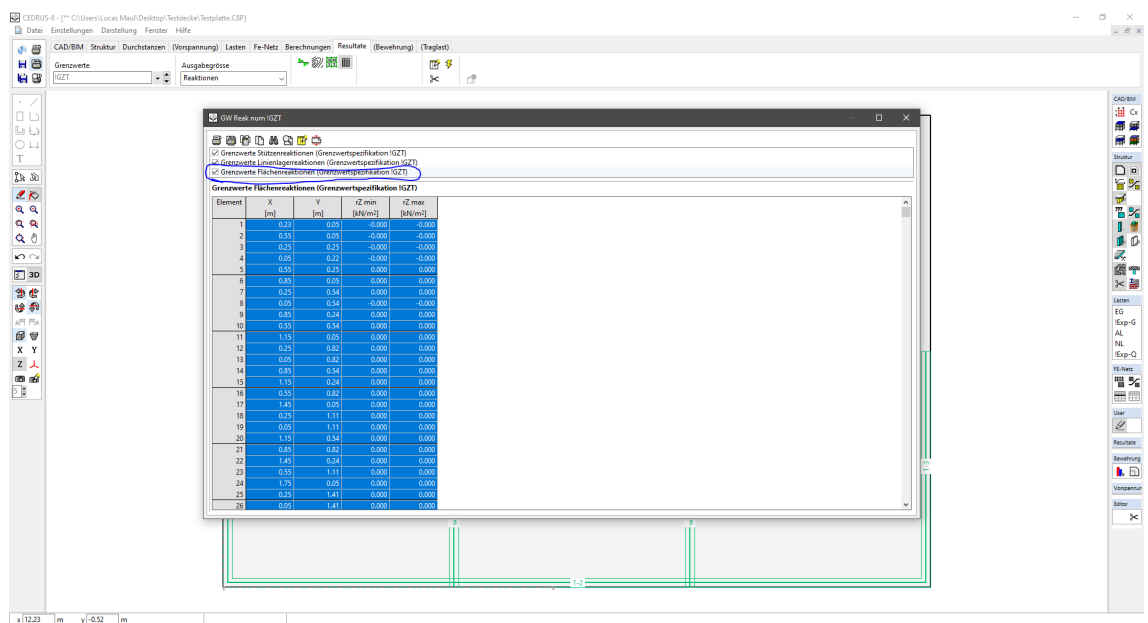 CEDRUS-8 - [** C:\Users\Lucas Maul\Desktop\Testdecke\Testplatte.C8P]
Datei Einstellungen Darstellung Fenster Hilfe
CAD/BIM Struktur Durchstanzen (Vorspannung) Lasten Fe-Netz Berechnungen Resultate (Bewehrung) (Traglast)
Grenzwerte Ausgabegrösse
!GZT Reaktionen
GW Reak num !GZT
Grenzwerte Stützenreaktionen (Grenzwertspezifikation !GZT)
Grenzwerte Linienlagerreaktionen (Grenzwertspezifikation !GZT)
Grenzwerte Flächenreaktionen (Grenzwertspezifikation !GZT)
Grenzwerte Flächenreaktionen (Grenzwertspezifikation !GZT)
Element X Y rZ min rZ max
[m] [m] [kN/m²] [kN/m²]
1 0.23 0.05 -0.000 -0.000
2 0.55 0.05 -0.000 -0.000
3 0.25 0.25 -0.000 -0.000
4 0.05 0.22 -0.000 -0.000
5 0.55 0.25 0.000 0.000
6 0.85 0.05 0.000 0.000
7 0.25 0.54 0.000 0.000
8 0.05 0.54 -0.000 -0.000
9 0.85 0.24 0.000 0.000
10 0.55 0.54 0.000 0.000
11 1.15 0.05 0.000 0.000
12 0.25 0.82 0.000 0.000
13 0.05 0.82 0.000 0.000
14 0.85 0.54 0.000 0.000
15 1.15 0.24 0.000 0.000
16 0.55 0.82 0.000 0.000
17 1.45 0.05 0.000 0.000
18 0.25 1.11 0.000 0.000
19 0.05 1.11 0.000 0.000
20 1.15 0.54 0.000 0.000
21 0.85 0.82 0.000 0.000
22 1.45 0.24 0.000 0.000
23 0.55 1.11 0.000 0.000
24 1.75 0.05 0.000 0.000
25 0.25 1.41 0.000 0.000
26 0.05 1.41 0.000 0.000
T
3D
X Y
Z
5
CAD/BIM
Cx
Struktur
Lasten
EG
!Exp-G
AL
NL
!Exp-Q
FE-Netz
User
Resultate
Bewehrung
Vorspannun
Editor
1-3
1-2
x 12.23 m y -0.52 m